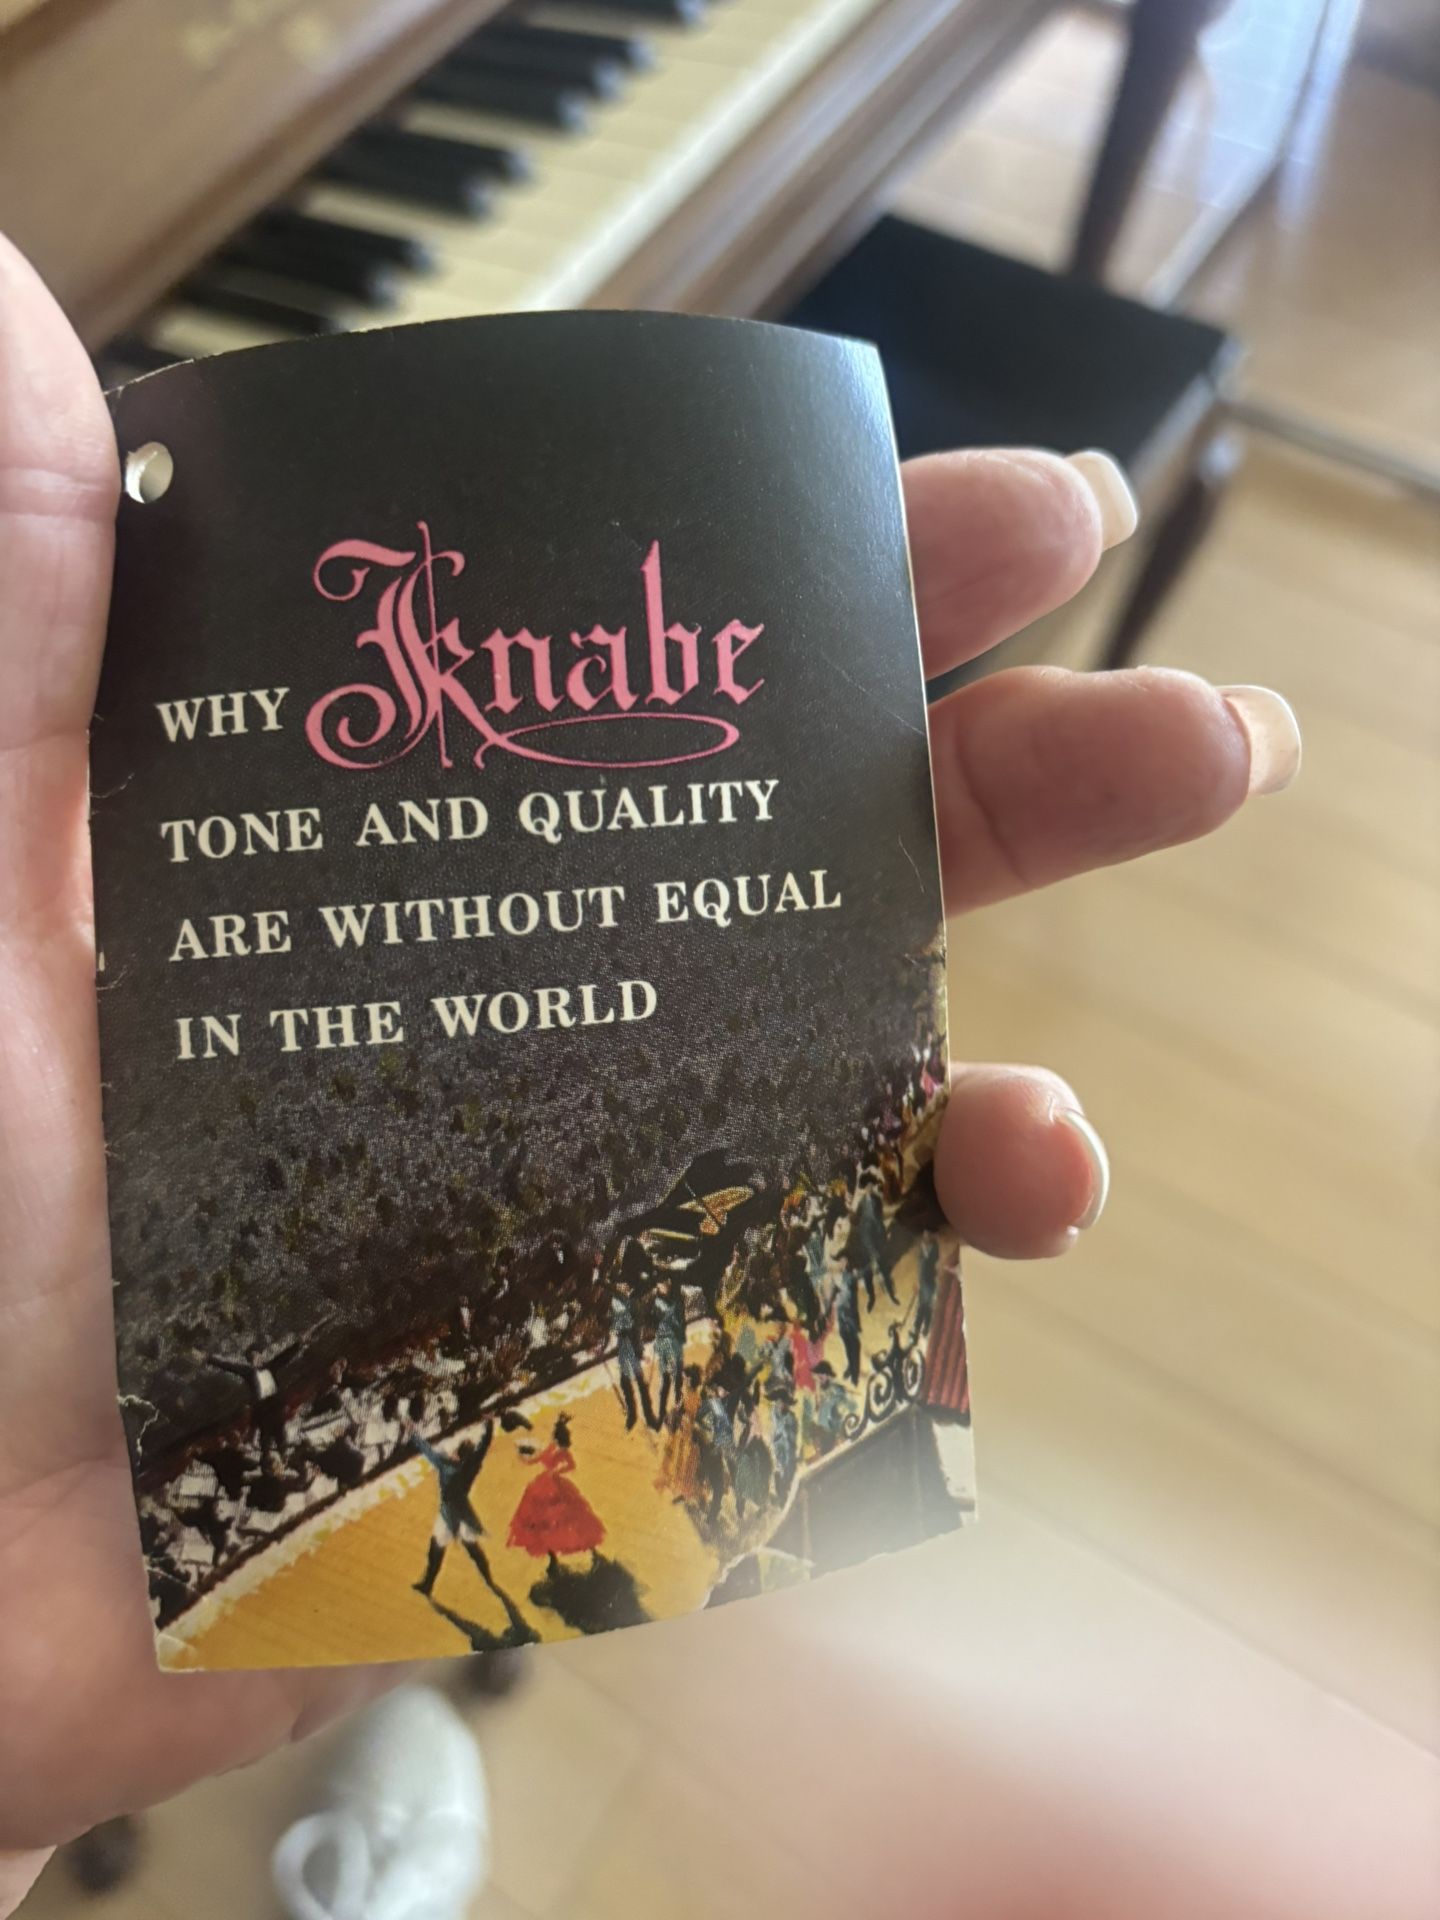 WHY Knabe
TONE AND QUALITY
ARE WITHOUT EQUAL
IN THE WORLD